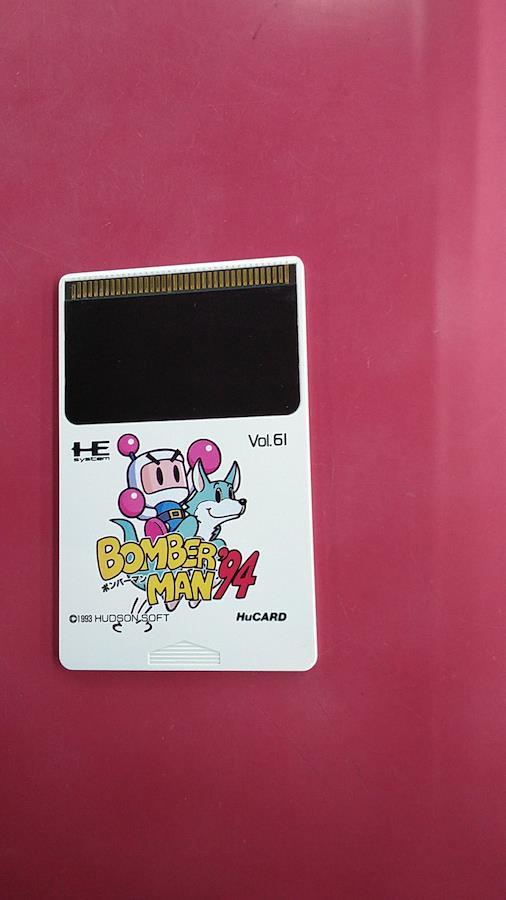 HE
system
Vol.61
BOMBER
ボンバーマン
MAN '94
©1993 HUDSON SOFT
HuCARD